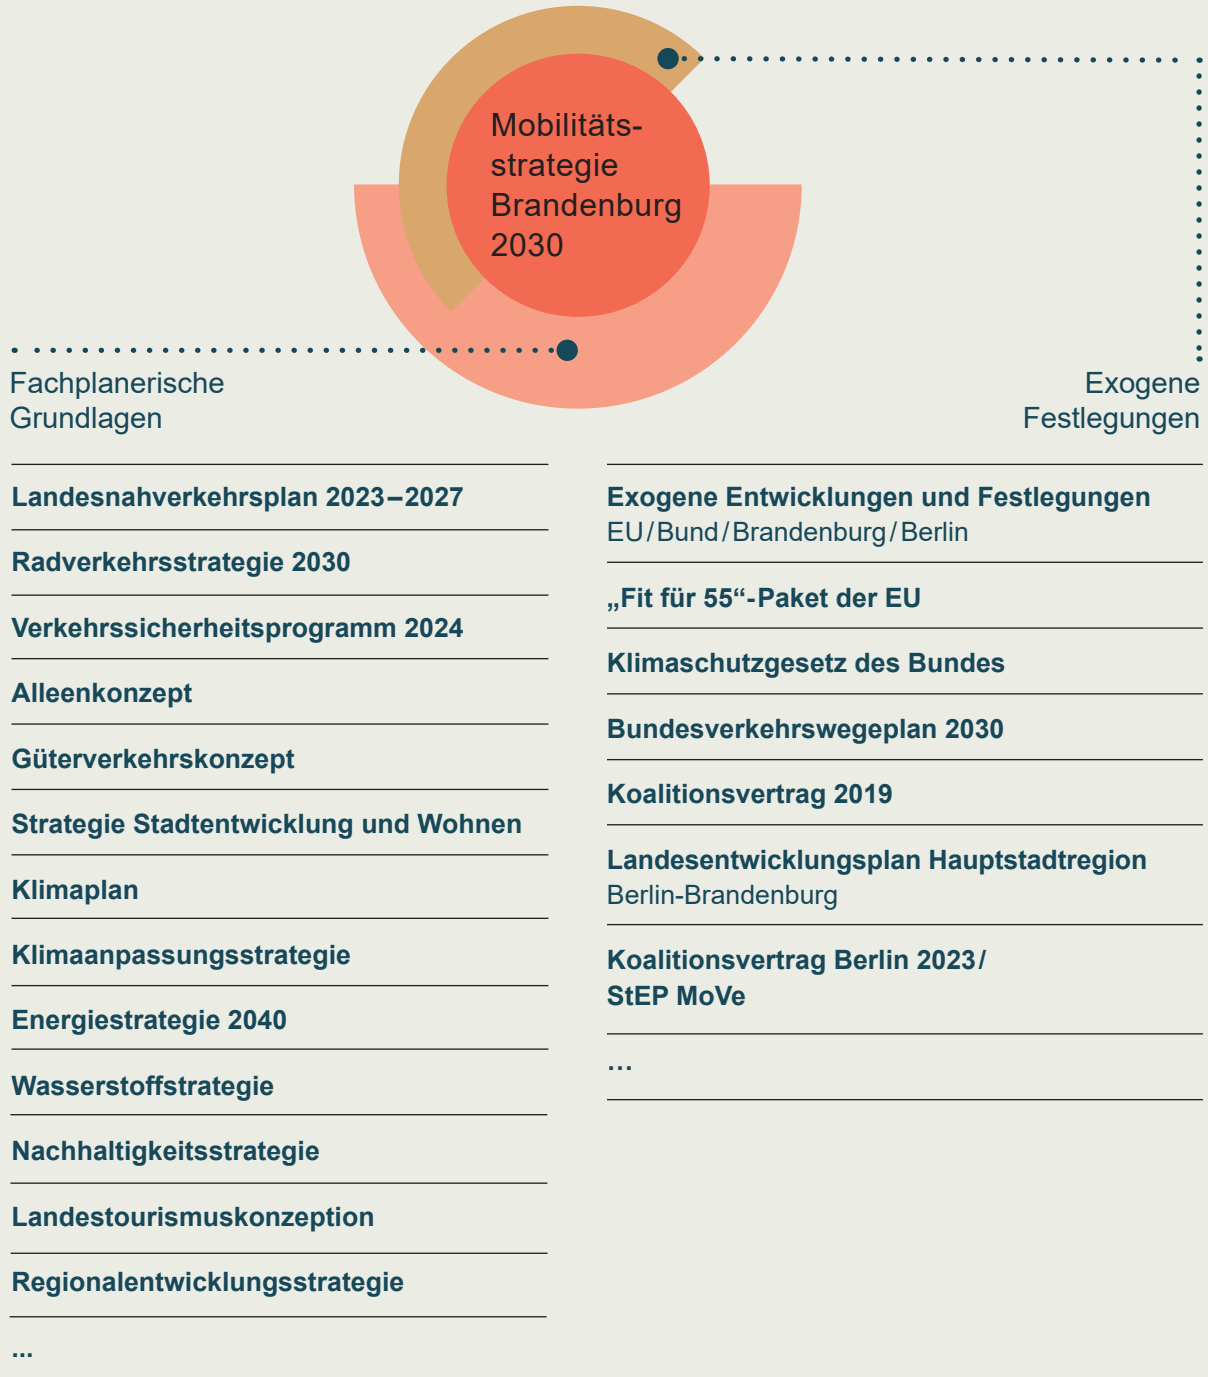 Mobilitäts-
strategie
Brandenburg
2030
Fachplanerische
Grundlagen
Landesnahverkehrsplan 2023–2027
Radverkehrsstrategie 2030
Verkehrssicherheitsprogramm 2024
Alleenkonzept
Güterverkehrskonzept
Strategie Stadtentwicklung und Wohnen
Klimaplan
Klimaanpassungsstrategie
Energiestrategie 2040
Wasserstoffstrategie
Nachhaltigkeitsstrategie
Landestourismuskonzeption
Regionalentwicklungsstrategie
...
Exogene
Festlegungen
Exogene Entwicklungen und Festlegungen
EU/Bund/Brandenburg/Berlin
„Fit für 55“-Paket der EU
Klimaschutzgesetz des Bundes
Bundesverkehrswegeplan 2030
Koalitionsvertrag 2019
Landesentwicklungsplan Hauptstadtregion
Berlin-Brandenburg
Koalitionsvertrag Berlin 2023/
StEP MoVe
…